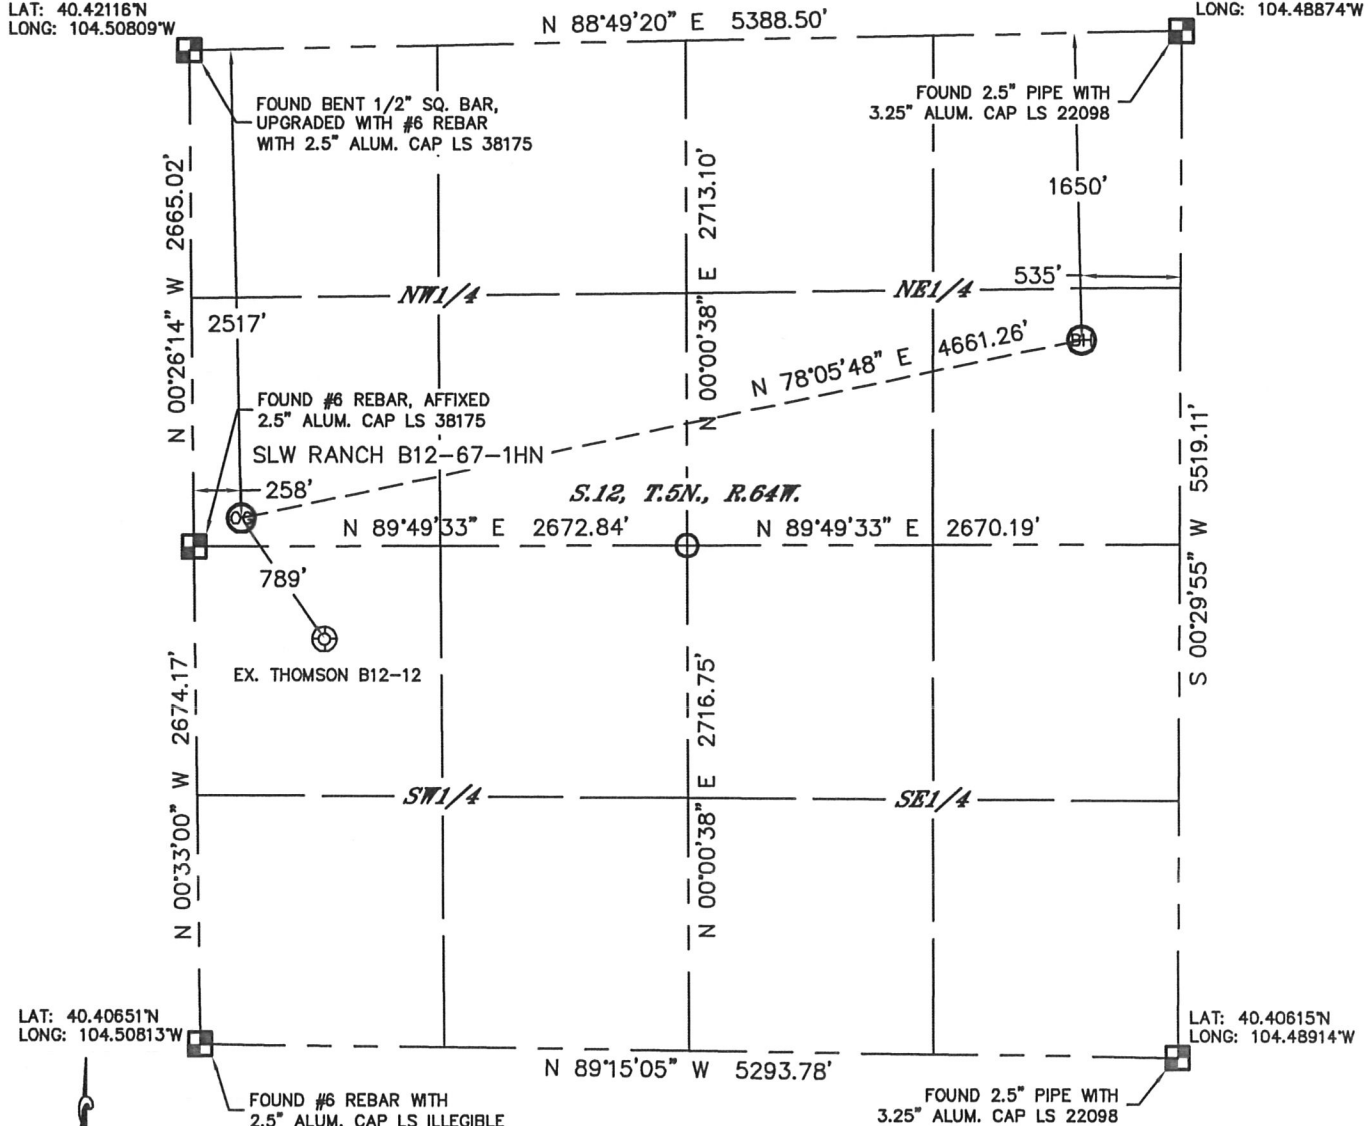 LAT: 40.42116°N
LONG: 104.50809°W
N 88°49'20" E 5388.50'
LONG: 104.48874°W
FOUND BENT 1/2" SQ. BAR,
UPGRADED WITH #6 REBAR
WITH 2.5" ALUM. CAP LS 38175
FOUND 2.5" PIPE WITH
3.25" ALUM. CAP LS 22098
N 00°26'14" W 2665.02'
N 00°00'38" E 2713.10'
1650'
535'
NW1/4
NE1/4
2517'
BH
N 78°05'48" E 4661.26'
FOUND #6 REBAR, AFFIXED
2.5" ALUM. CAP LS 38175
SLW RANCH B12-67-1HN
S 00°29'55" W 5519.11'
258'
S.12, T.5N., R.64W.
OG
N 89°49'33" E 2672.84'
N 89°49'33" E 2670.19'
789'
EX. THOMSON B12-12
N 00°33'00" W 2674.17'
N 00°00'38" E 2716.75'
SW1/4
SE1/4
LAT: 40.40651°N
LONG: 104.50813°W
LAT: 40.40615°N
LONG: 104.48914°W
N 89°15'05" W 5293.78'
FOUND #6 REBAR WITH
2.5" ALUM. CAP LS ILLEGIBLE
FOUND 2.5" PIPE WITH
3.25" ALUM. CAP LS 22098